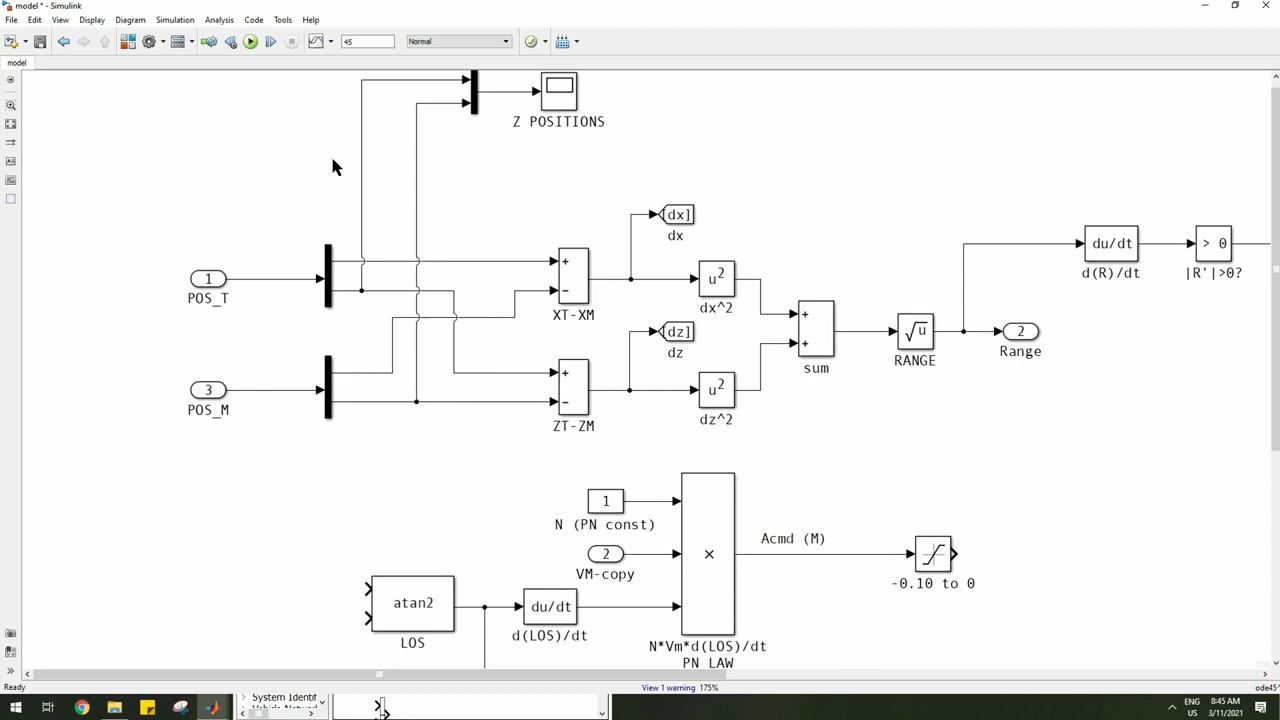 model * - Simulink
File Edit View Display Diagram Simulation Analysis Code Tools Help
45 Normal
model
Z POSITIONS
[dx]
dx
du/dt
d(R)/dt
> 0
|R'|>0?
1
POS_T
+
−
XT-XM
u2
dx^2
[dz]
dz
+
+
sum
√u
RANGE
2
Range
3
POS_M
+
−
ZT-ZM
u2
dz^2
1
N (PN const)
2
VM-copy
×
Acmd (M)
-0.10 to 0
atan2
LOS
du/dt
d(LOS)/dt
N*Vm*d(LOS)/dt
PN LAW
Ready View 1 warning 175% ode45
System Identif
ENG
US
8:45 AM
3/11/2021